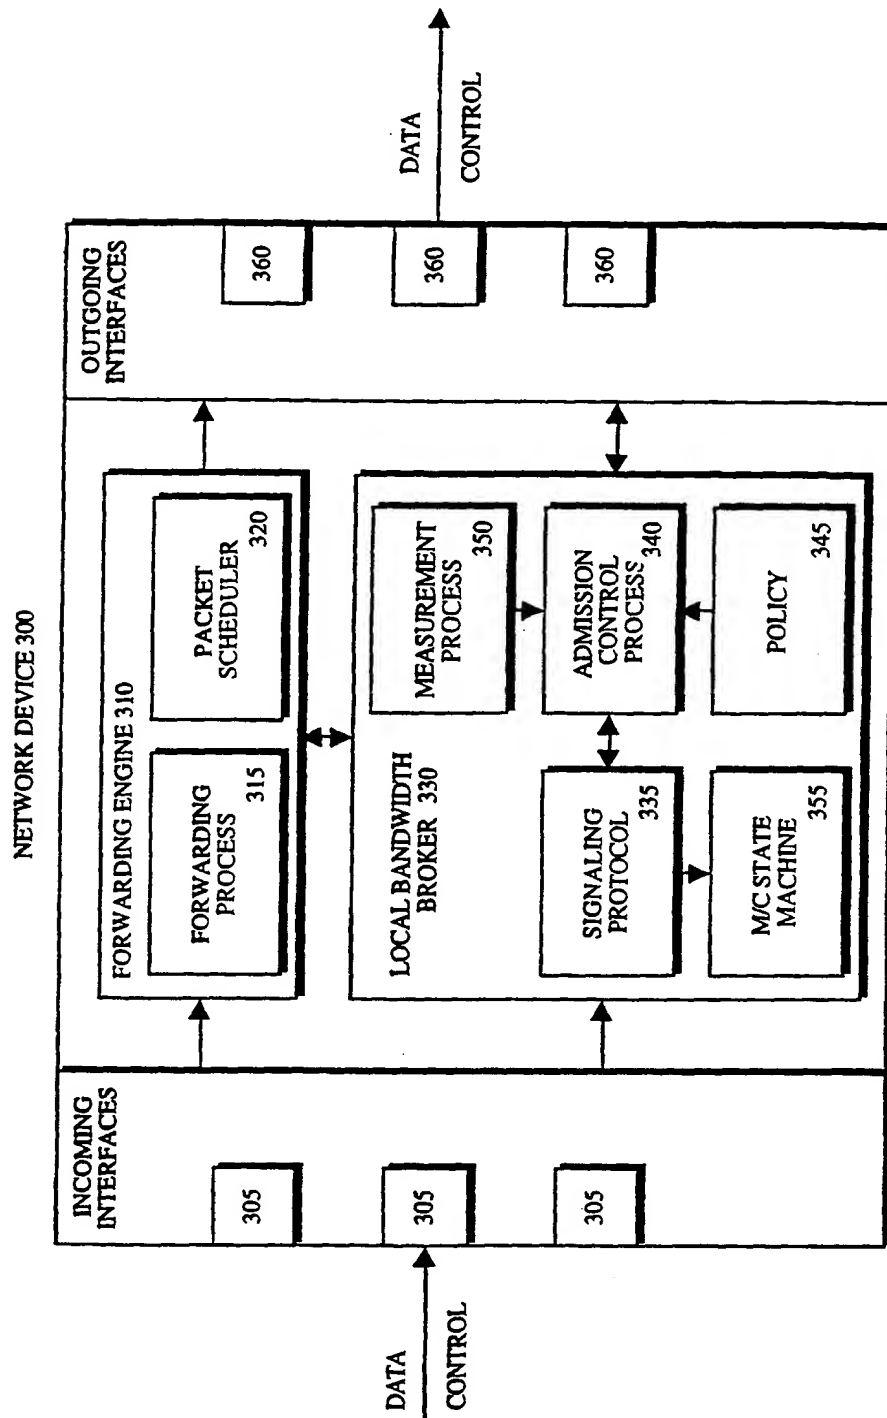 NETWORK DEVICE 300
INCOMING
INTERFACES
305
305
305
DATA
CONTROL
FORWARDING ENGINE 310
FORWARDING
PROCESS
315
PACKET
SCHEDULER
320
LOCAL BANDWIDTH
BROKER 330
MEASUREMENT
PROCESS
350
SIGNALING
PROTOCOL
335
ADMISSION
CONTROL
PROCESS
340
M/C STATE
MACHINE
355
POLICY
345
OUTGOING
INTERFACES
360
360
360
DATA
CONTROL